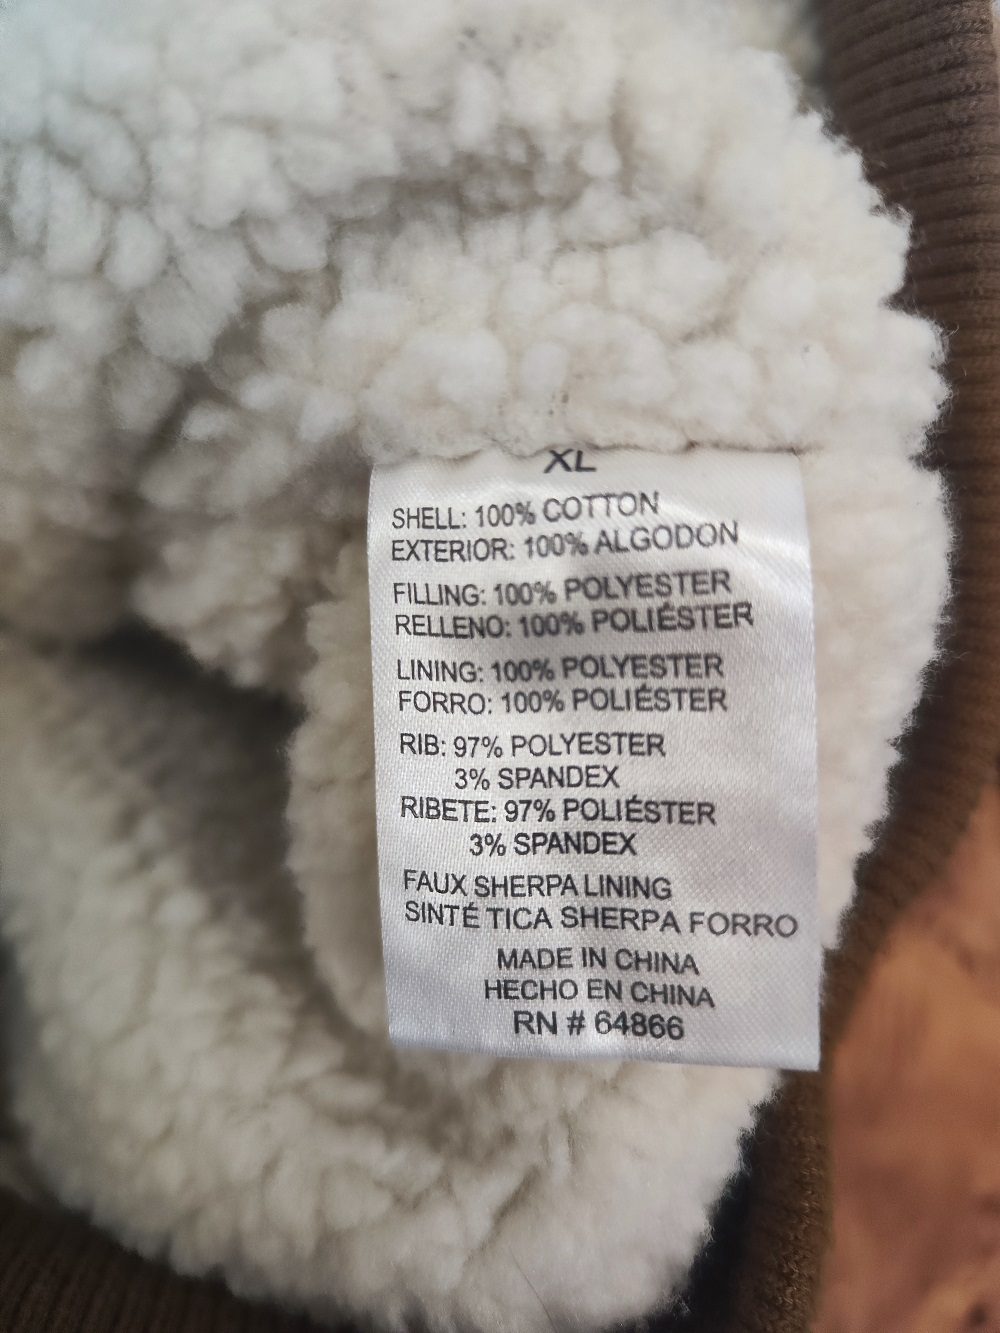 XL
SHELL: 100% COTTON
EXTERIOR: 100% ALGODON
FILLING: 100% POLYESTER
RELLENO: 100% POLIÉSTER
LINING: 100% POLYESTER
FORRO: 100% POLIÉSTER
RIB: 97% POLYESTER
3% SPANDEX
RIBETE: 97% POLIÉSTER
3% SPANDEX
FAUX SHERPA LINING
SINTÉ TICA SHERPA FORRO
MADE IN CHINA
HECHO EN CHINA
RN # 64866